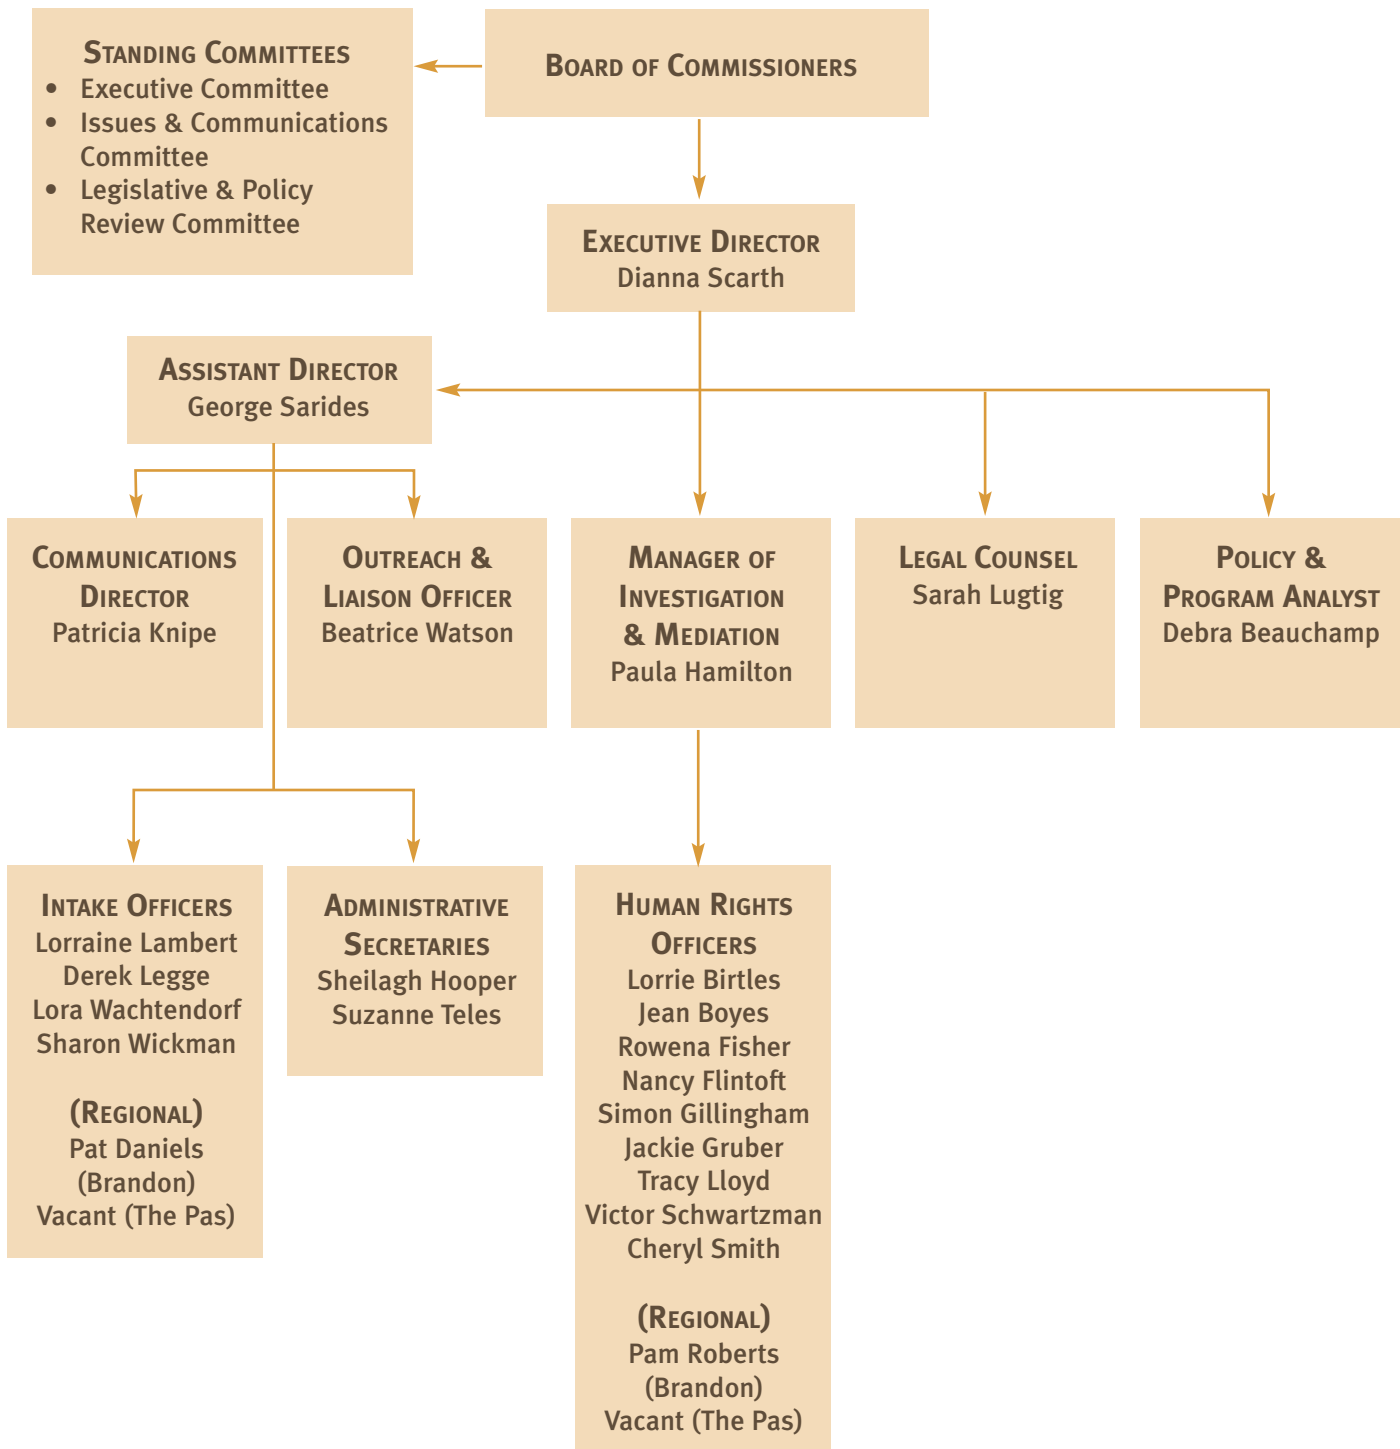 Standing Committees
• Executive Committee
• Issues & Communications
Committee
• Legislative & Policy
Review Committee
Board of Commissioners
Executive Director
Dianna Scarth
Assistant Director
George Sarides
Communications
Director
Patricia Knipe
Outreach &
Liaison Officer
Beatrice Watson
Manager of
Investigation
& Mediation
Paula Hamilton
Legal Counsel
Sarah Lugtig
Policy &
Program Analyst
Debra Beauchamp
Intake Officers
Lorraine Lambert
Derek Legge
Lora Wachtendorf
Sharon Wickman
(Regional)
Pat Daniels
(Brandon)
Vacant (The Pas)
Administrative
Secretaries
Sheilagh Hooper
Suzanne Teles
Human Rights
Officers
Lorrie Birtles
Jean Boyes
Rowena Fisher
Nancy Flintoft
Simon Gillingham
Jackie Gruber
Tracy Lloyd
Victor Schwartzman
Cheryl Smith
(Regional)
Pam Roberts
(Brandon)
Vacant (The Pas)